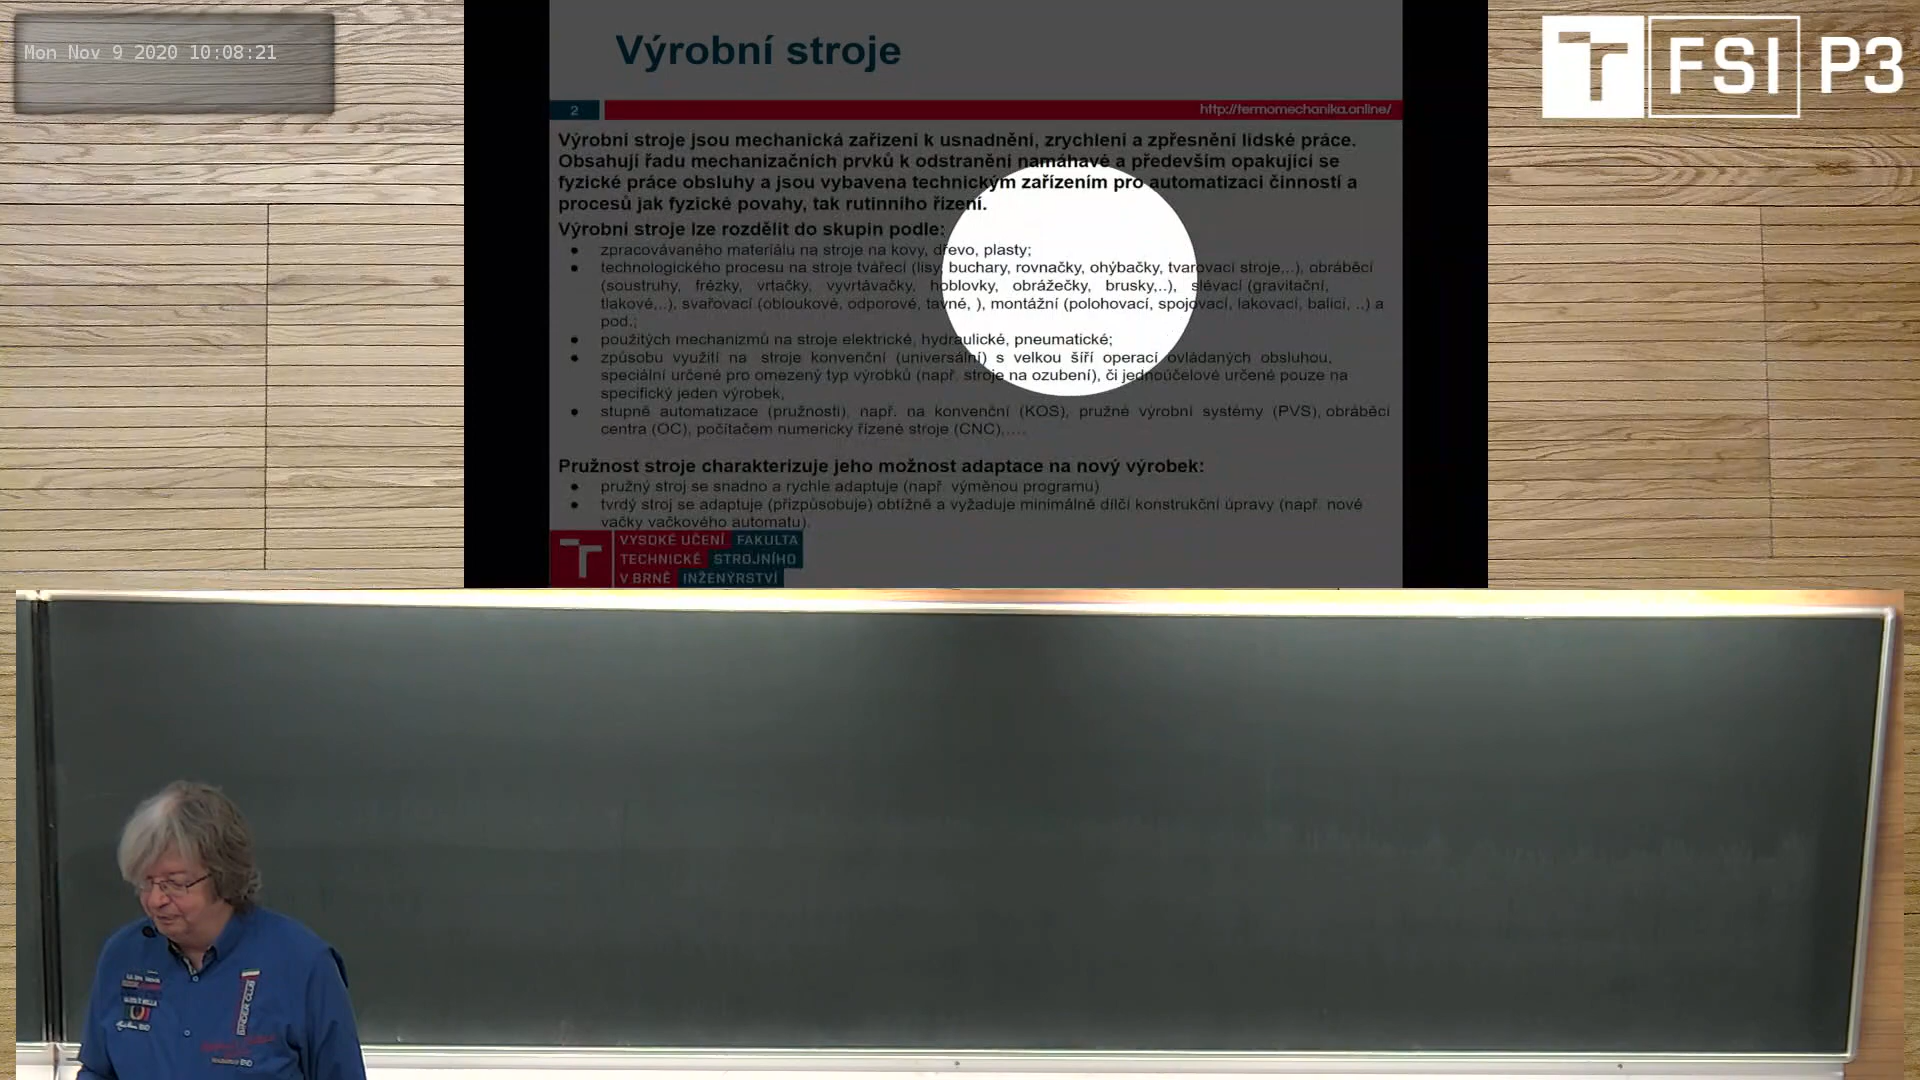 Mon Nov 9 2020 10:08:21
FSI P3
Výrobní stroje
2
http://termomechanika.online/
Výrobní stroje jsou mechanická zařízení k usnadnění, zrychlení a zpřesnění lidské práce.
Obsahují řadu mechanizačních prvků k odstranění namáhavé a především opakující se
fyzické práce obsluhy a jsou vybavena technickým zařízením pro automatizaci činností a
procesů jak fyzické povahy, tak rutinního řízení.
Výrobní stroje lze rozdělit do skupin podle:
● zpracovávaného materiálu na stroje na kovy, dřevo, plasty;
● technologického procesu na stroje tvářecí (lisy, buchary, rovnačky, ohýbačky, tvarovací stroje,..), obráběcí
(soustruhy, frézky, vrtačky, vyvrtávačky, hoblovky, obrážečky, brusky,..), slévací (gravitační,
tlakové,..), svařovací (obloukové, odporové, tavné, ), montážní (polohovací, spojovací, lakovací, balicí, ..) a
pod.;
● použitých mechanizmů na stroje elektrické, hydraulické, pneumatické;
● způsobu využití na stroje konvenční (universální) s velkou šíří operací ovládaných obsluhou,
speciální určené pro omezený typ výrobků (např. stroje na ozubení), či jednoúčelové určené pouze na
specifický jeden výrobek,
● stupně automatizace (pružnosti), např. na konvenční (KOS), pružné výrobní systémy (PVS), obráběcí
centra (OC), počítačem numericky řízené stroje (CNC),....
Pružnost stroje charakterizuje jeho možnost adaptace na nový výrobek:
● pružný stroj se snadno a rychle adaptuje (např. výměnou programu)
● tvrdý stroj se adaptuje (přizpůsobuje) obtížně a vyžaduje minimálně dílčí konstrukční úpravy (např. nové
vačky vačkového automatu).
VYSOKÉ UČENÍ FAKULTA
TECHNICKÉ STROJNÍHO
V BRNĚ INŽENÝRSTVÍ